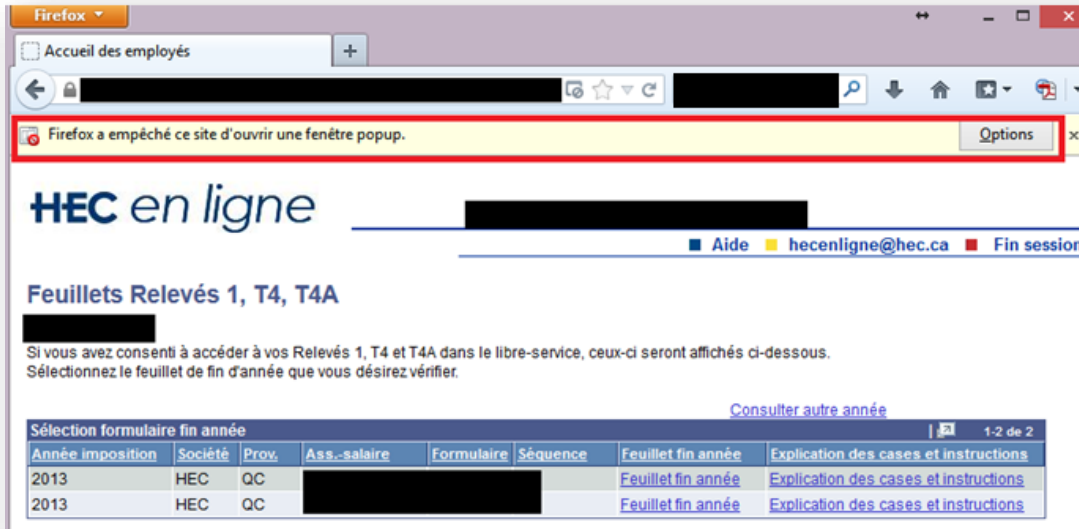 Firefox
Accueil des employés
Firefox a empêché ce site d'ouvrir une fenêtre popup.
Options
HEC en ligne
Aide hecenligne@hec.ca Fin session
Feuillets Relevés 1, T4, T4A
Si vous avez consenti à accéder à vos Relevés 1, T4 et T4A dans le libre-service, ceux-ci seront affichés ci-dessous.
Sélectionnez le feuillet de fin d'année que vous désirez vérifier.
Consulter autre année
Sélection formulaire fin année 1-2 de 2
Année imposition Société Prov. Ass.-salaire Formulaire Séquence Feuillet fin année Explication des cases et instructions
2013 HEC QC Feuillet fin année Explication des cases et instructions
2013 HEC QC Feuillet fin année Explication des cases et instructions